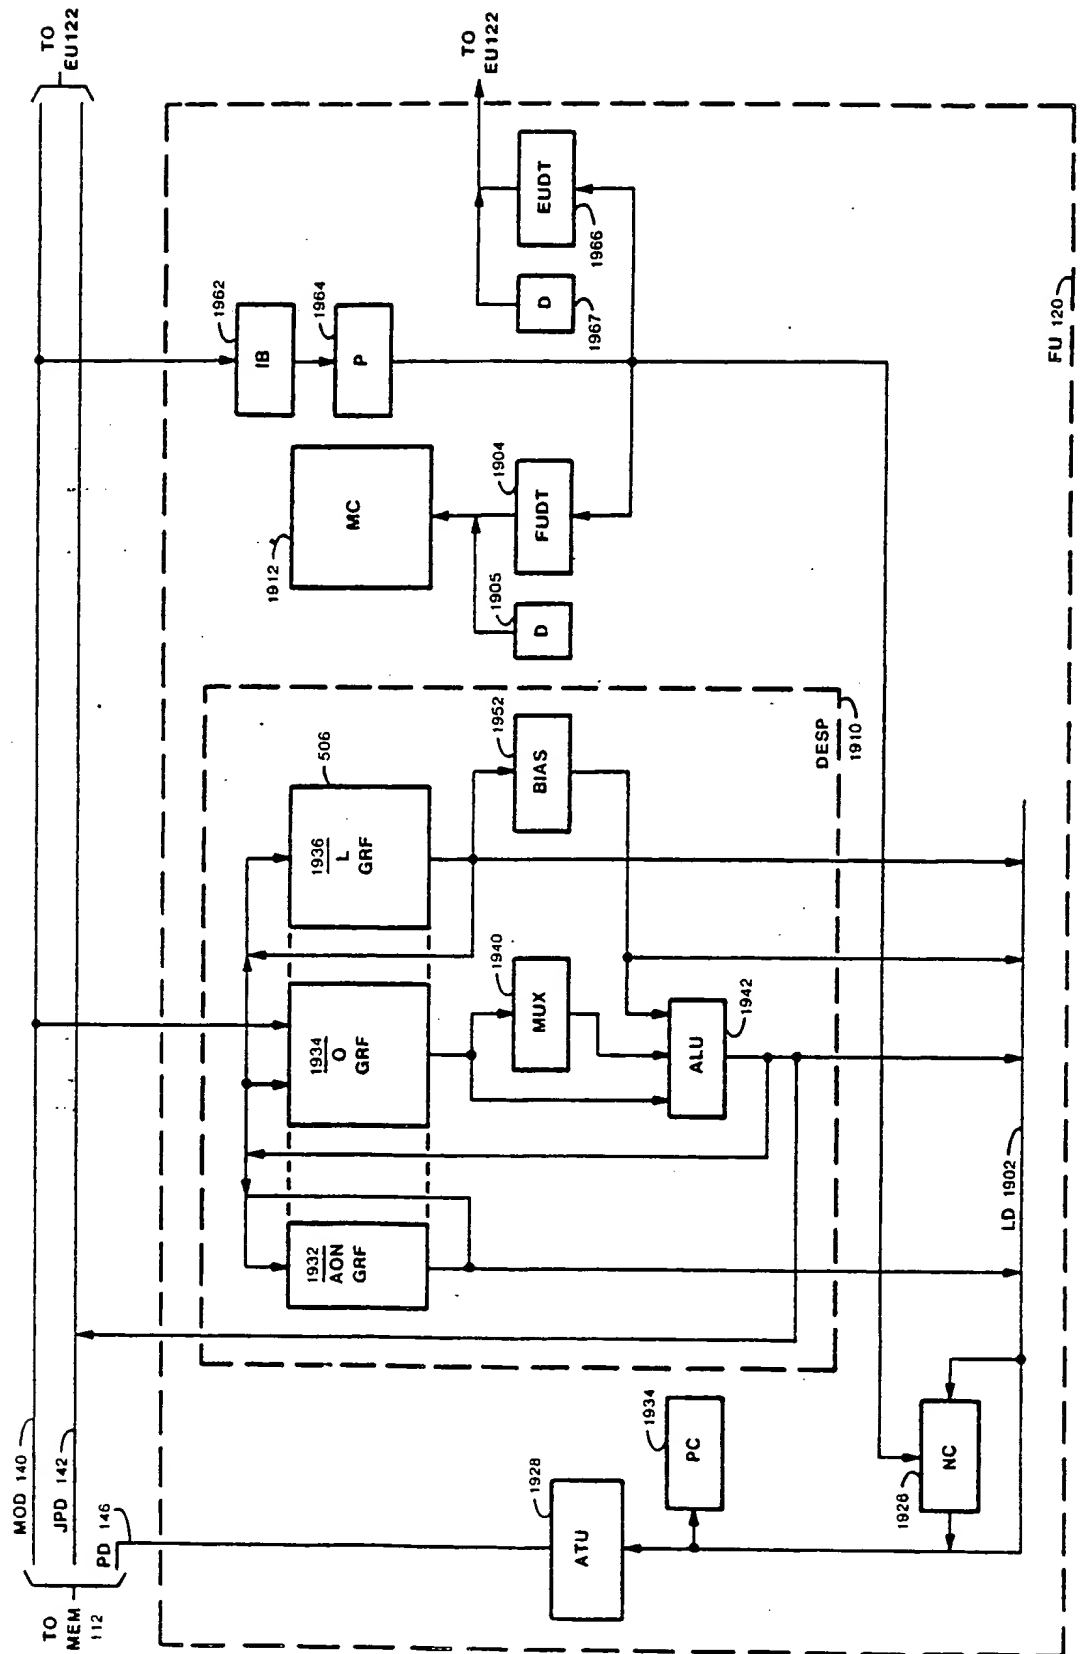 TO
MEM
112
MOD 140
JPD 142
PD 146
TO
EU122
1932
AON
GRF
1934
O
GRF
1936
L
GRF
506
1912
MC
IB
1962
P
1964
TO
EU122
ATU
1928
MUX
1940
BIAS
1952
D
1905
FUDT
1904
D
1967
EUDT
1966
PC
1934
ALU
1942
DESP
1910
NC
1926
LD 1902
FU 120